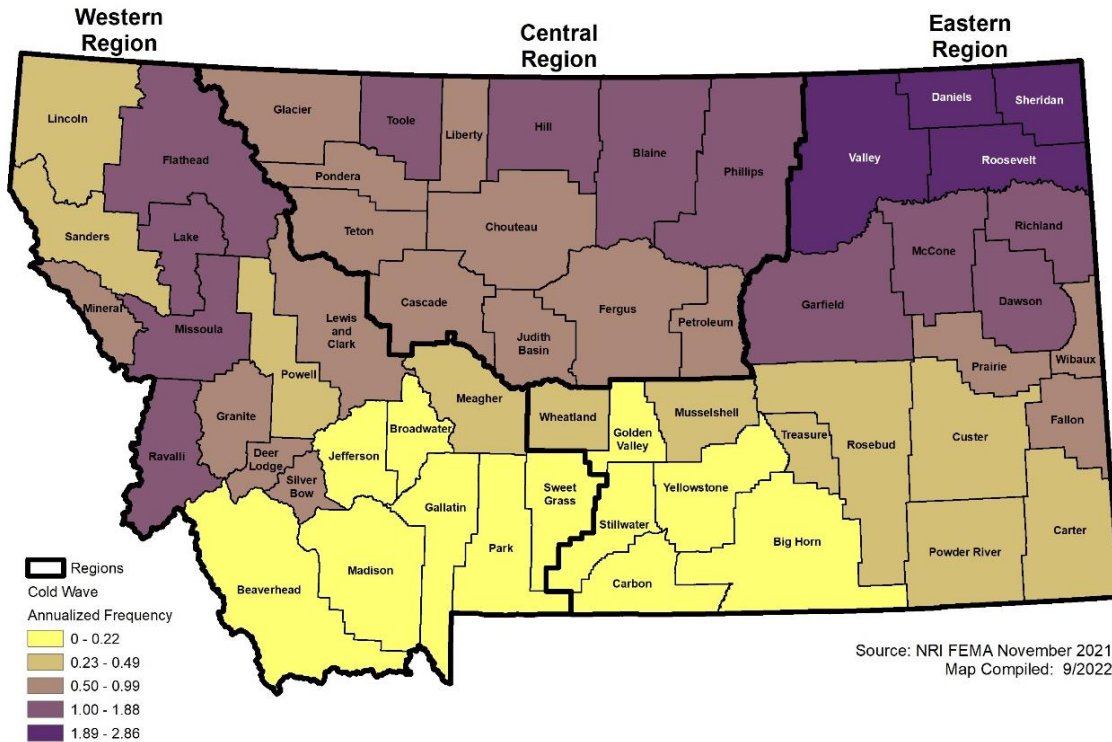 Western
Region
Central
Region
Eastern
Region
Lincoln
Flathead
Glacier
Toole
Liberty
Hill
Blaine
Phillips
Valley
Daniels
Sheridan
Roosevelt
Pondera
Sanders
Lake
Teton
Chouteau
McCone
Richland
Mineral
Missoula
Lewis
and
Clark
Cascade
Judith
Basin
Fergus
Petroleum
Garfield
Dawson
Prairie
Wibaux
Powell
Granite
Ravalli
Deer
Lodge
Silver
Bow
Jefferson
Broadwater
Meagher
Wheatland
Golden
Valley
Musselshell
Treasure
Rosebud
Custer
Fallon
Gallatin
Park
Sweet
Grass
Stillwater
Yellowstone
Big Horn
Carbon
Powder River
Carter
Beaverhead
Madison
Regions
Cold Wave
Annualized Frequency
0 - 0.22
0.23 - 0.49
0.50 - 0.99
1.00 - 1.88
1.89 - 2.86
Source: NRI FEMA November 2021
Map Compiled: 9/2022